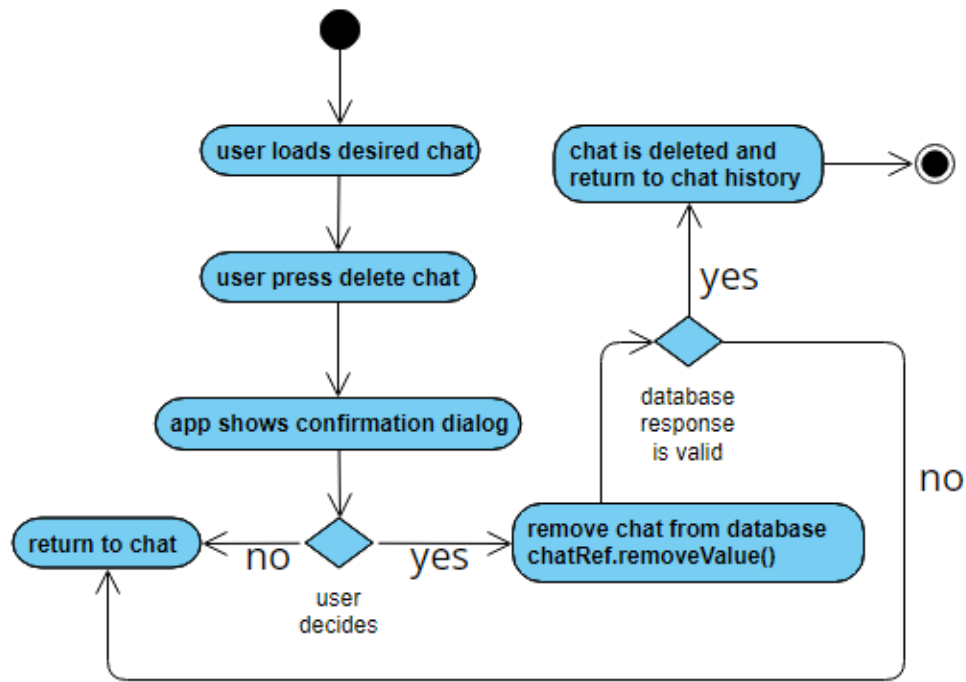 user loads desired chat
user press delete chat
app shows confirmation dialog
user
decides
no
return to chat
yes
remove chat from database
chatRef.removeValue()
database
response
is valid
yes
chat is deleted and
return to chat history
no